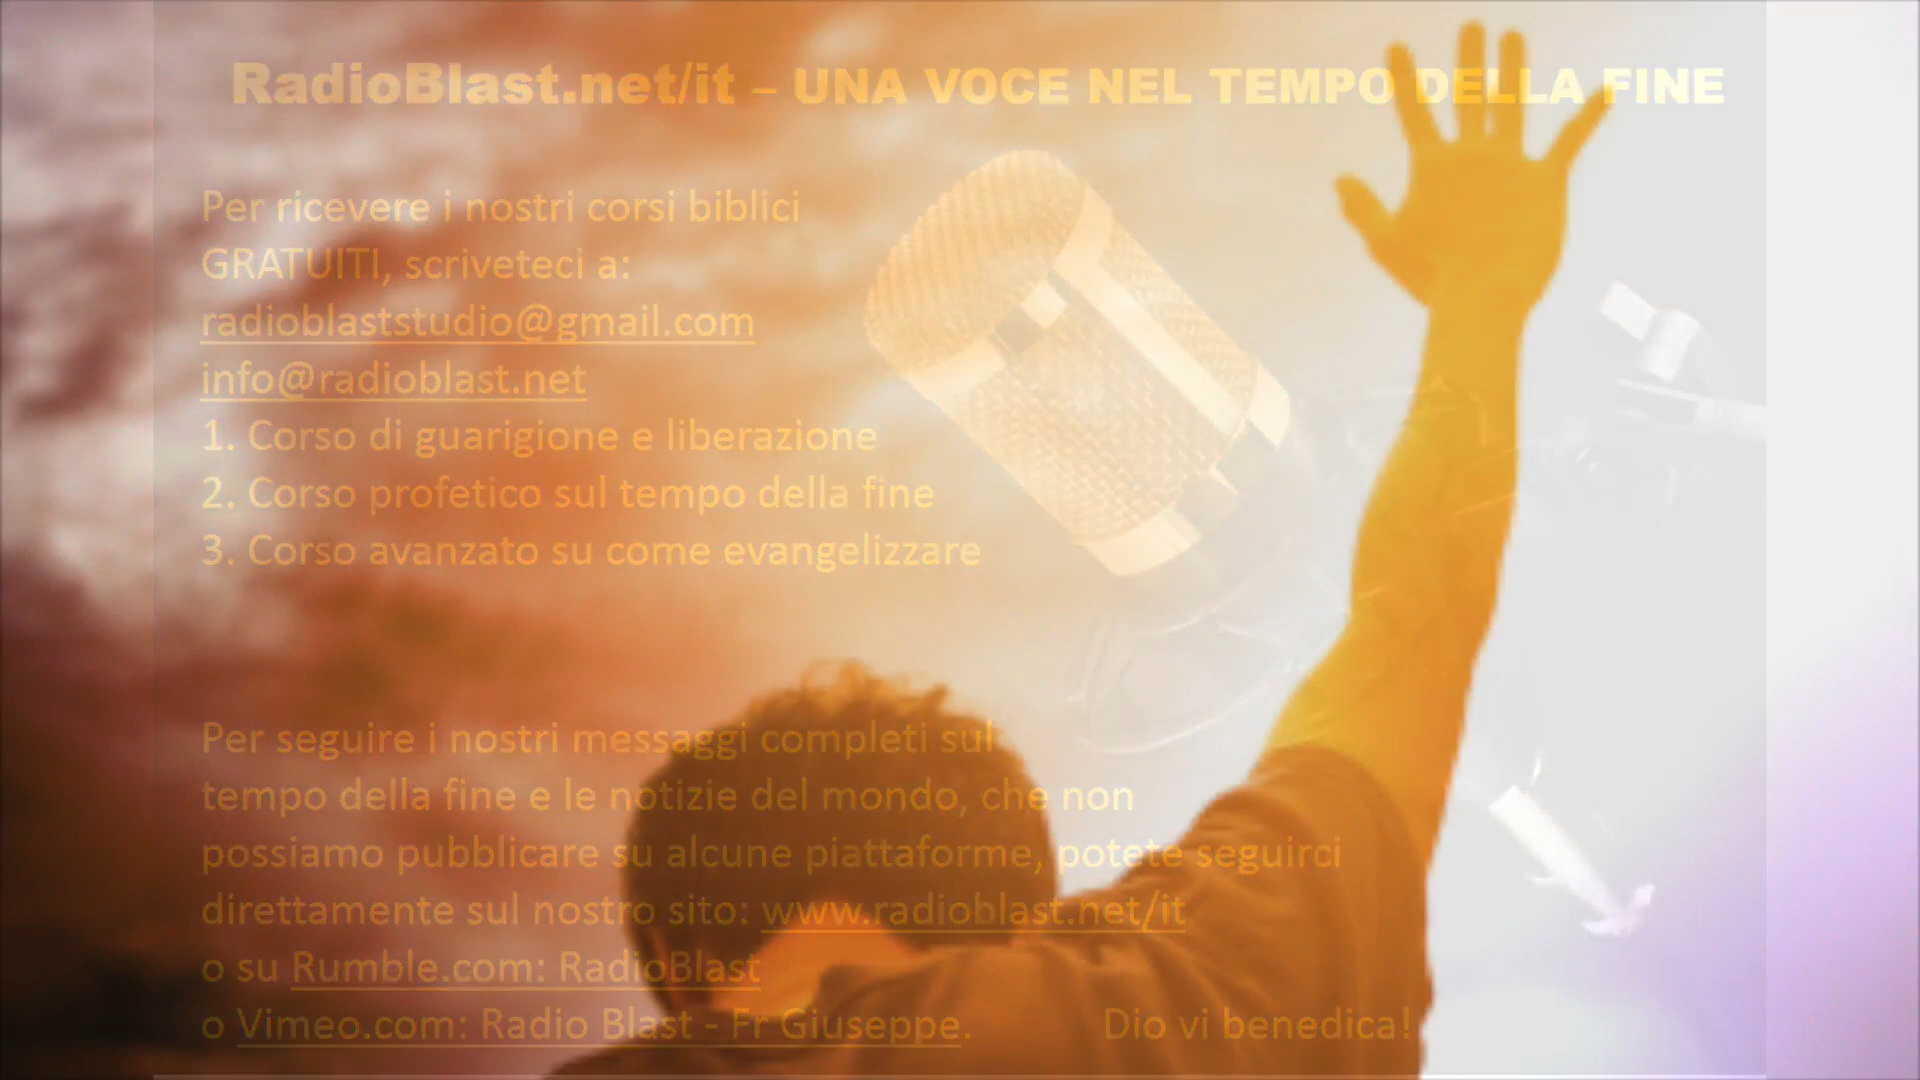 RadioBlast.net/it – UNA VOCE NEL TEMPO DELLA FINE
Per ricevere i nostri corsi biblici
GRATUITI, scriveteci a:
radioblaststudio@gmail.com
info@radioblast.net
1. Corso di guarigione e liberazione
2. Corso profetico sul tempo della fine
3. Corso avanzato su come evangelizzare
Per seguire i nostri messaggi completi sul
tempo della fine e le notizie del mondo, che non
possiamo pubblicare su alcune piattaforme, potete seguirci
direttamente sul nostro sito: www.radioblast.net/it
o su Rumble.com: RadioBlast
o Vimeo.com: Radio Blast - Fr Giuseppe. Dio vi benedica!